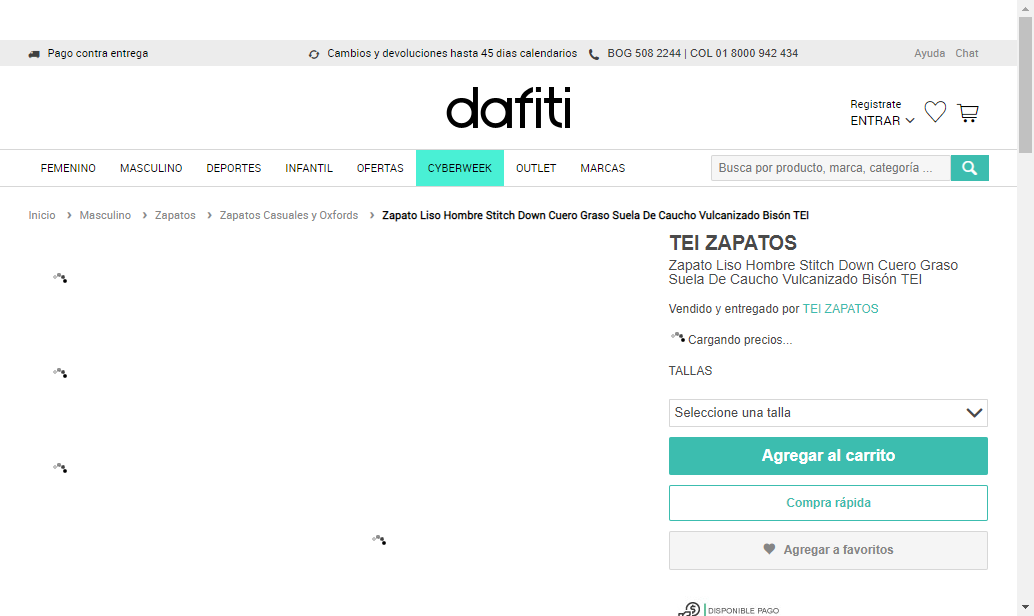 Pago contra entrega
Cambios y devoluciones hasta 45 dias calendarios
BOG 508 2244 | COL 01 8000 942 434
Ayuda
Chat
dafiti
Registrate
ENTRAR
FEMENINO
MASCULINO
DEPORTES
INFANTIL
OFERTAS
CYBERWEEK
OUTLET
MARCAS
Busca por producto, marca, categoría ...
Inicio › Masculino › Zapatos › Zapatos Casuales y Oxfords › Zapato Liso Hombre Stitch Down Cuero Graso Suela De Caucho Vulcanizado Bisón TEI
TEI ZAPATOS
Zapato Liso Hombre Stitch Down Cuero Graso
Suela De Caucho Vulcanizado Bisón TEI
Vendido y entregado por TEI ZAPATOS
Cargando precios...
TALLAS
Seleccione una talla
Agregar al carrito
Compra rápida
Agregar a favoritos
DISPONIBLE PAGO